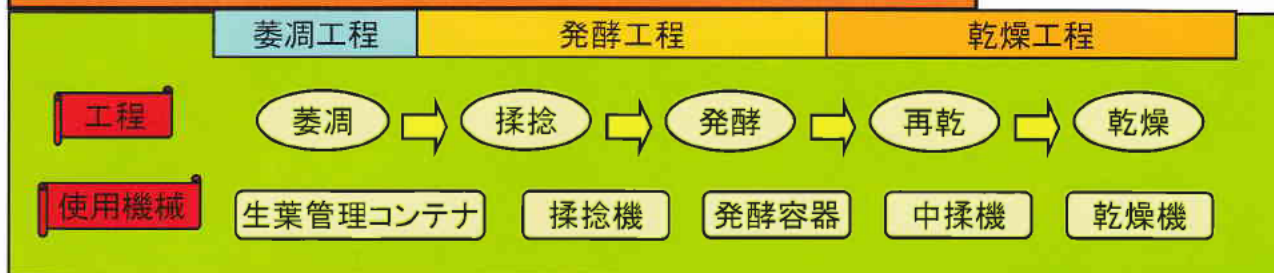 萎凋工程 発酵工程 乾燥工程
工程 萎凋 揉捻 発酵 再乾 乾燥
使用機械 生葉管理コンテナ 揉捻機 発酵容器 中揉機 乾燥機